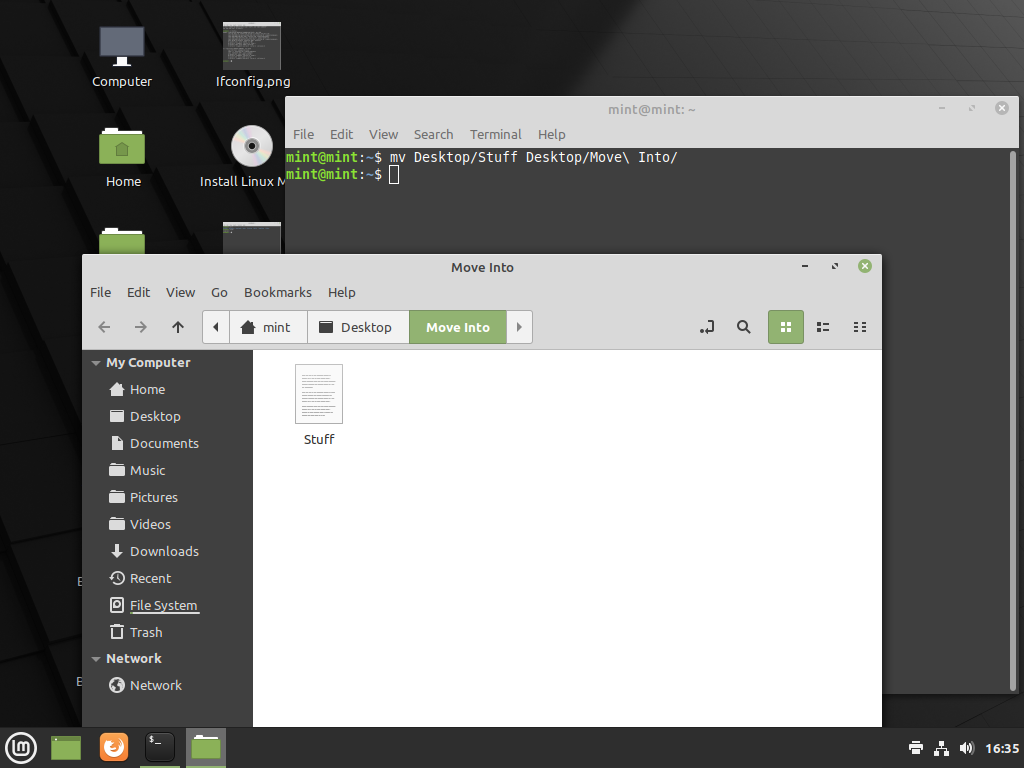 Computer
Ifconfig.png
Home
Install Linux M
mint@mint: ~
File Edit View Search Terminal Help
mint@mint:~$ mv Desktop/Stuff Desktop/Move\ Into/
mint@mint:~$
Move Into
File Edit View Go Bookmarks Help
mint Desktop Move Into
My Computer
Home
Desktop
Documents
Music
Pictures
Videos
Downloads
Recent
File System
Trash
Network
Network
Stuff
$_
16:35